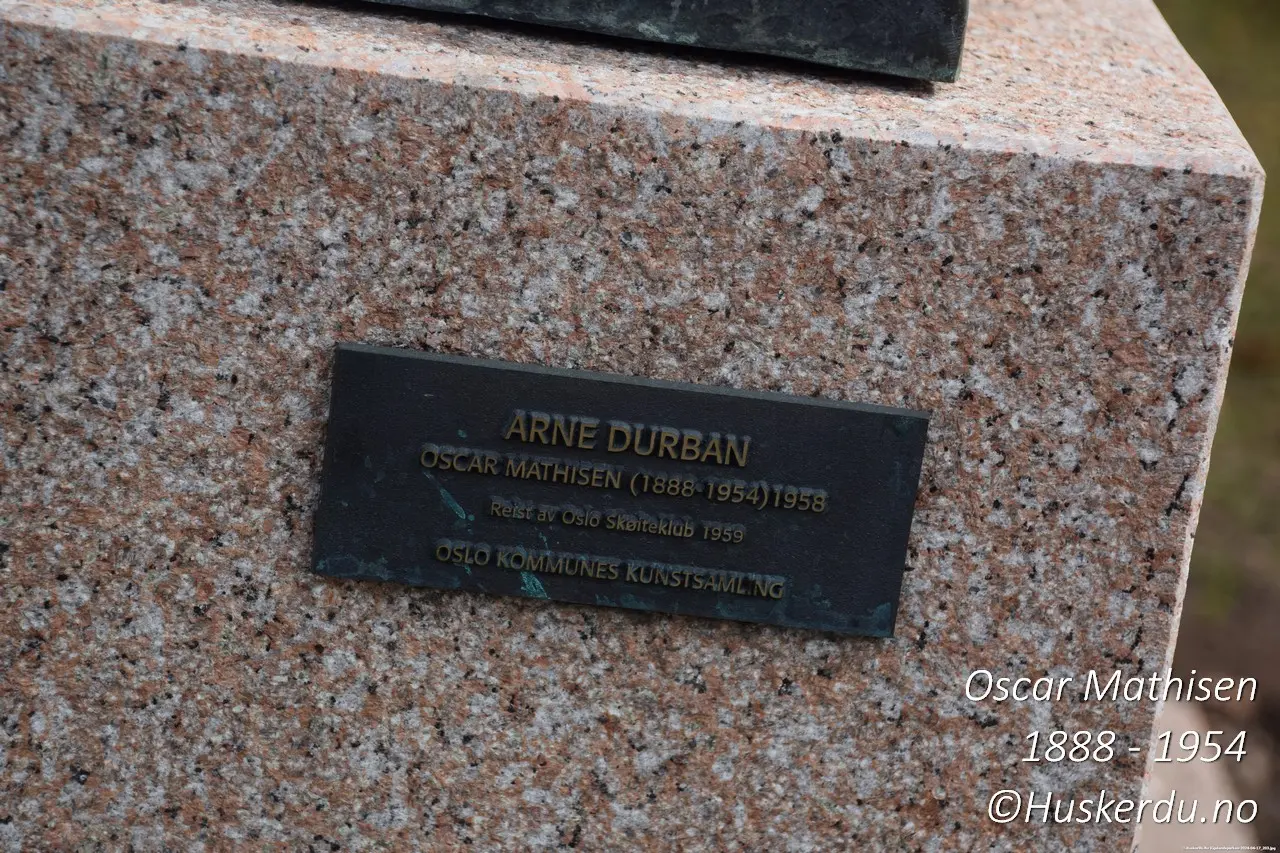 ARNE DURBAN
OSCAR MATHISEN (1888-1954)1958
Reist av Oslo Skøiteklub 1959
OSLO KOMMUNES KUNSTSAMLING
Oscar Mathisen
1888 - 1954
©Huskerdu.no